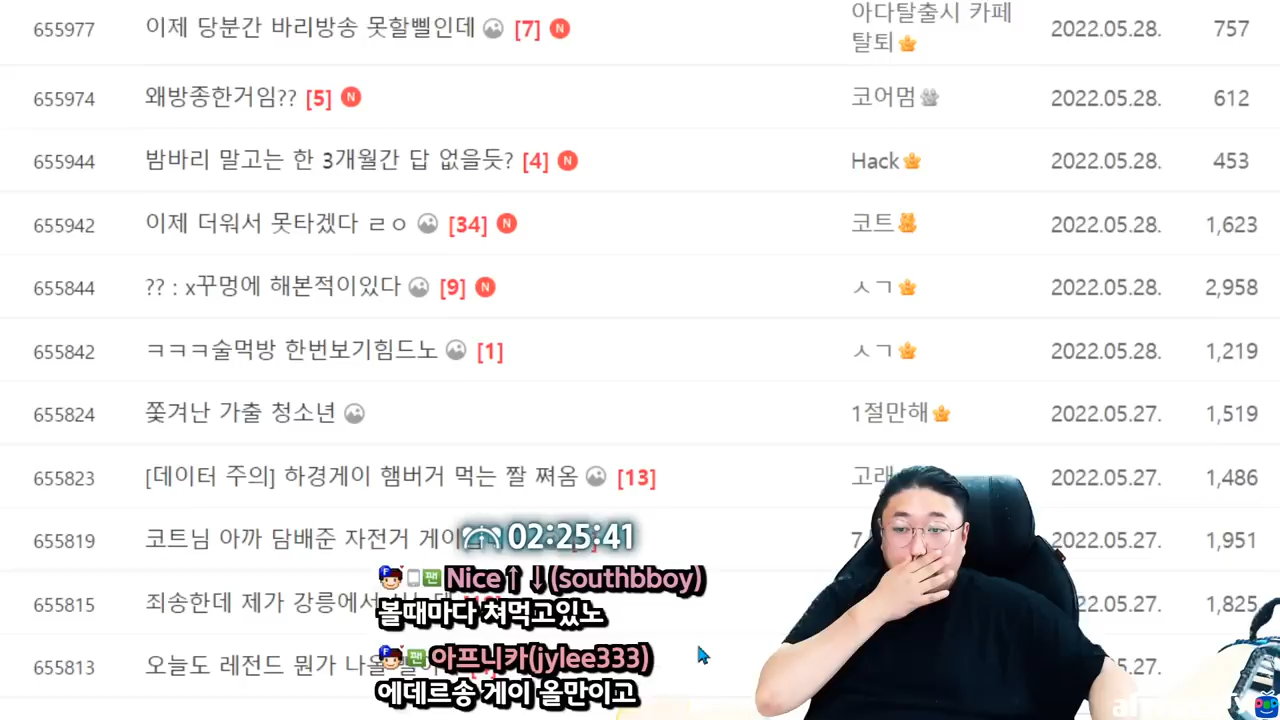 655977 이제 당분간 바리방송 못할삘인데 [7] N 아다탈출시 카페 탈퇴 2022.05.28. 757
655974 왜방종한거임?? [5] N 코어멈 2022.05.28. 612
655944 밤바리 말고는 한 3개월간 답 없을듯? [4] N Hack 2022.05.28. 453
655942 이제 더워서 못타겠다 ㄹㅇ [34] N 코트 2022.05.28. 1,623
655844 ?? : x꾸멍에 해본적이있다 [9] N ㅅㄱ 2022.05.28. 2,958
655842 ㅋㅋㅋ술먹방 한번보기힘드노 [1] ㅅㄱ 2022.05.28. 1,219
655824 쫓겨난 가출 청소년 1절만해 2022.05.27. 1,519
655823 [데이터 주의] 하경게이 햄버거 먹는 짤 쪄옴 [13] 고래 2022.05.27. 1,486
655819 코트님 아까 담배준 자전거 게이 7 2022.05.27. 1,951
02:25:41
Nice↑↓(southbboy)
655815 죄송한데 제가 강릉에서 22.05.27. 1,825
볼때마다 쳐먹고있노
아프니카(jylee333)
655813 오늘도 레전드 뭔가 나올 5.27.
에데르송 게이 올만이고